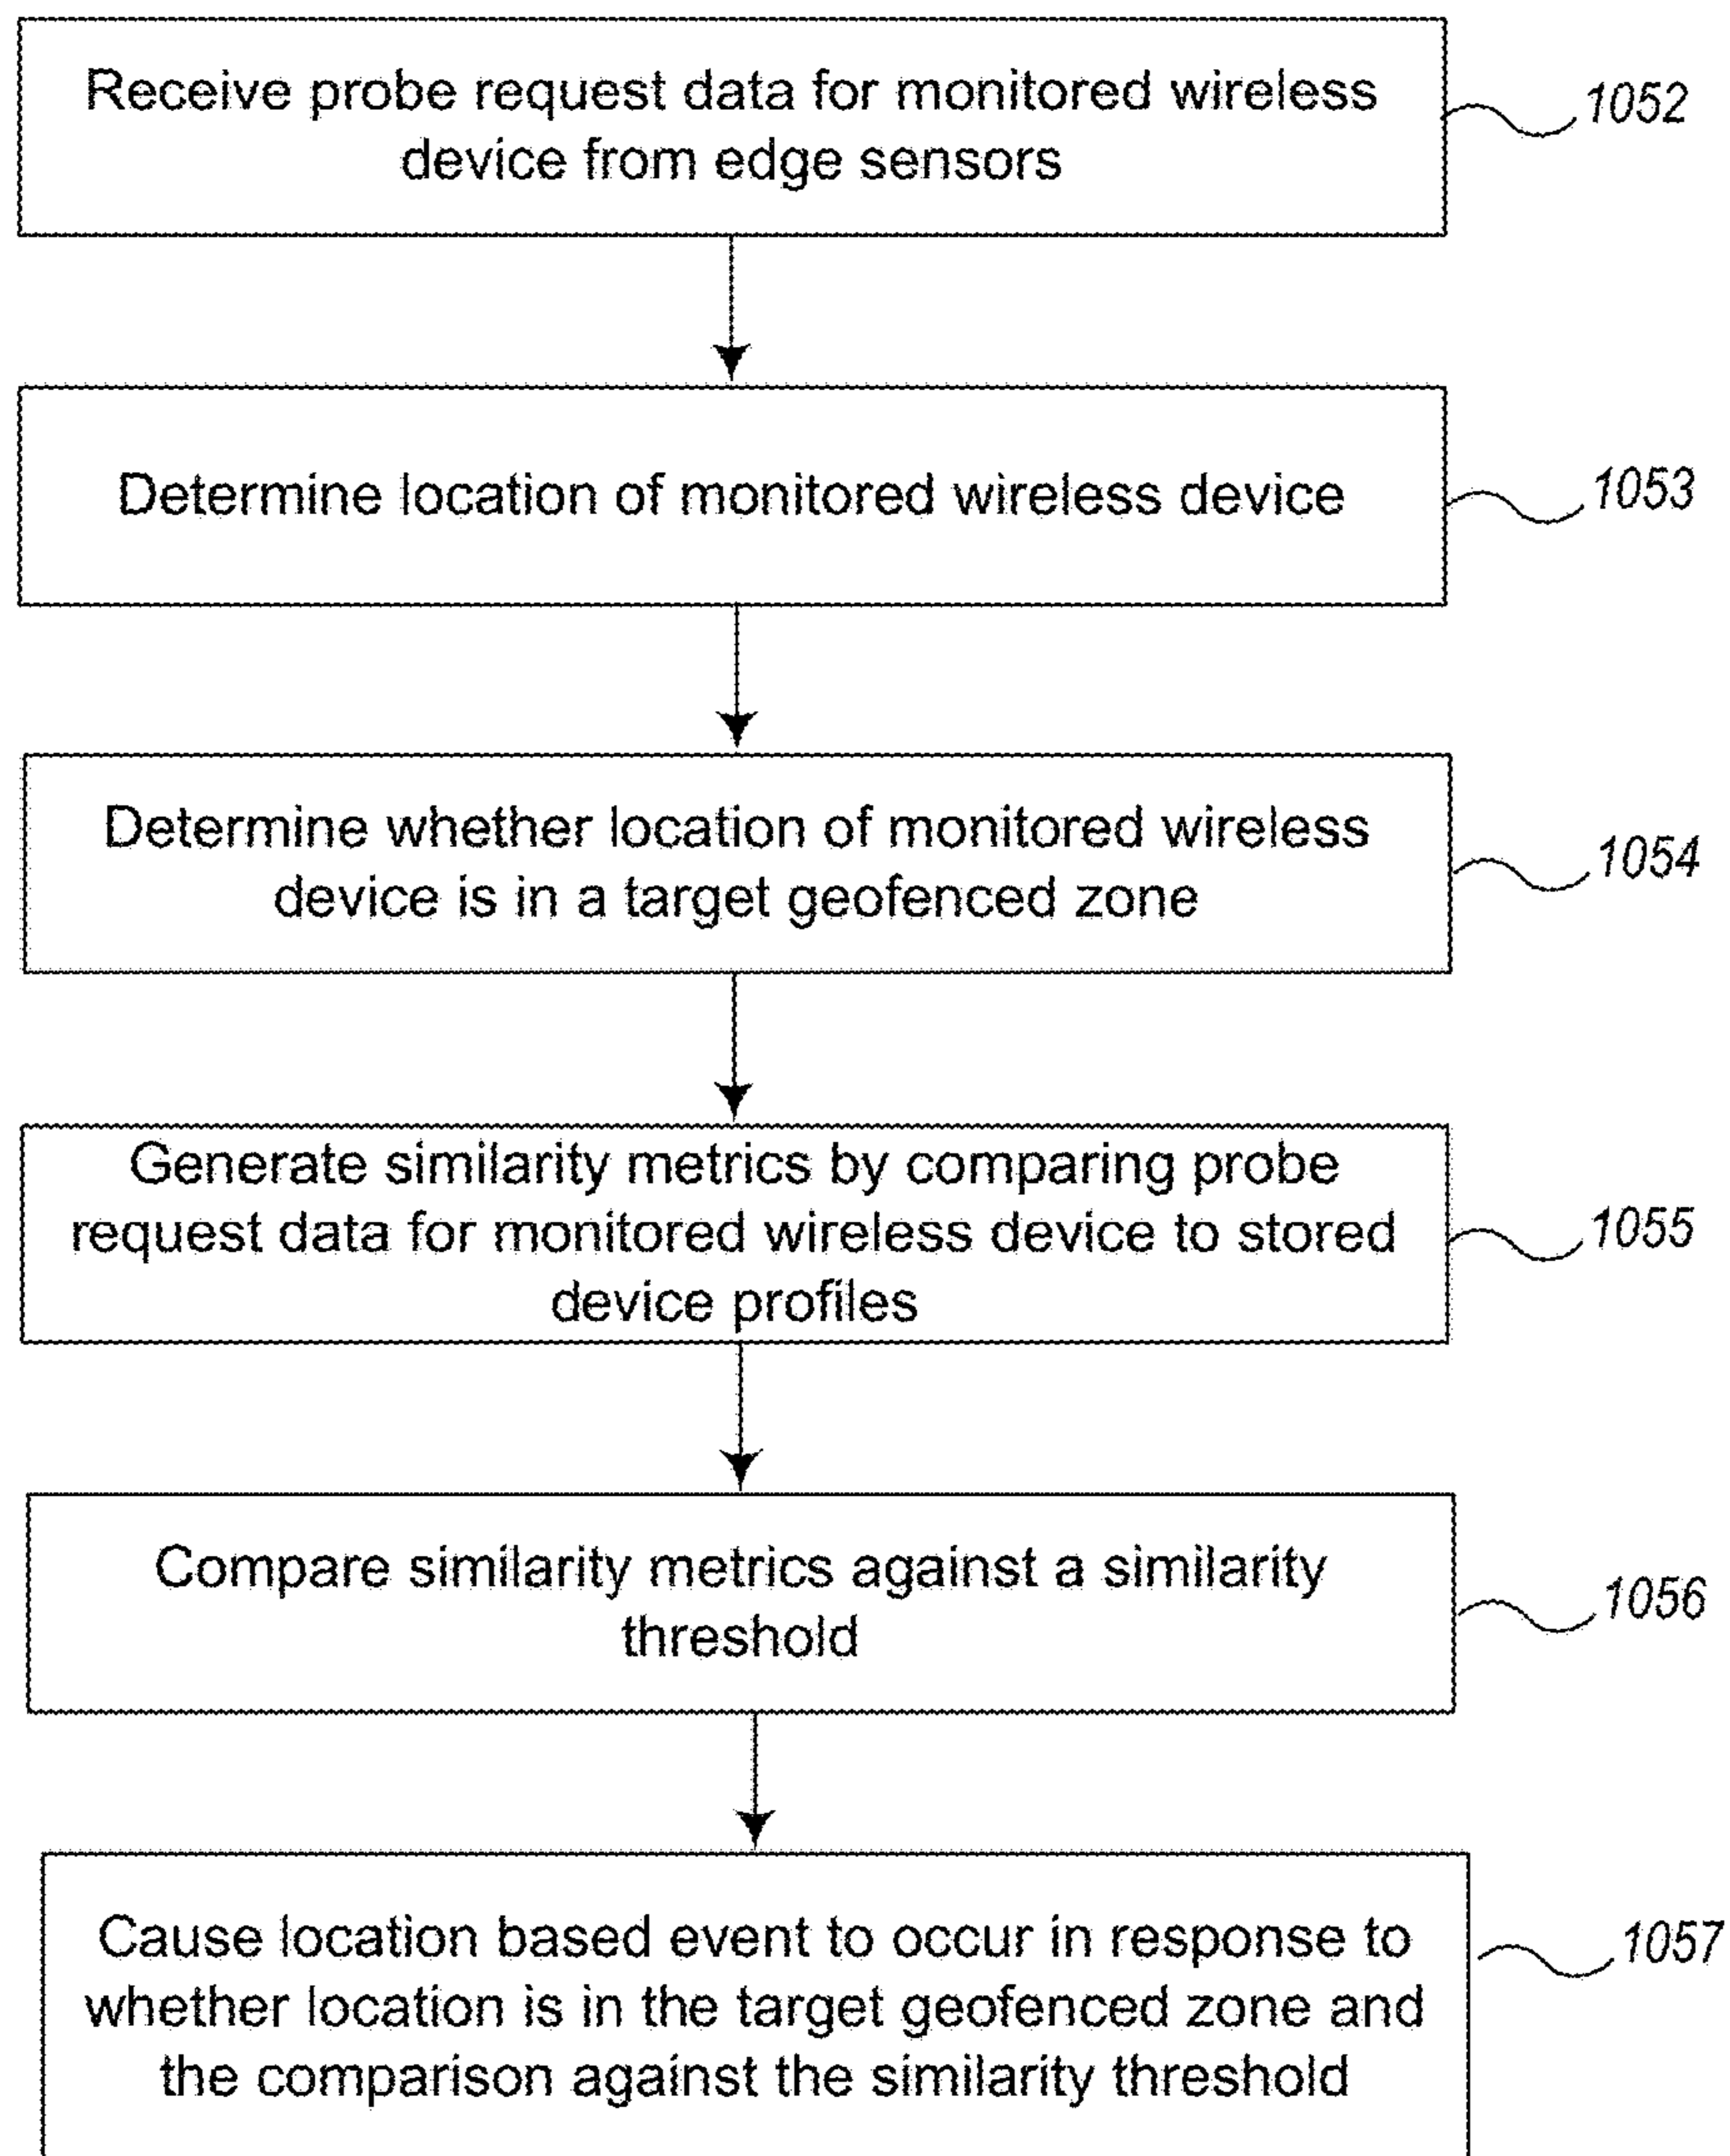 Receive probe request data for monitored wireless
device from edge sensors
1052
Determine location of monitored wireless device
1053
Determine whether location of monitored wireless
device is in a target geofenced zone
1054
Generate similarity metrics by comparing probe
request data for monitored wireless device to stored
device profiles
1055
Compare similarity metrics against a similarity
threshold
1056
Cause location based event to occur in response to
whether location is in the target geofenced zone and
the comparison against the similarity threshold
1057